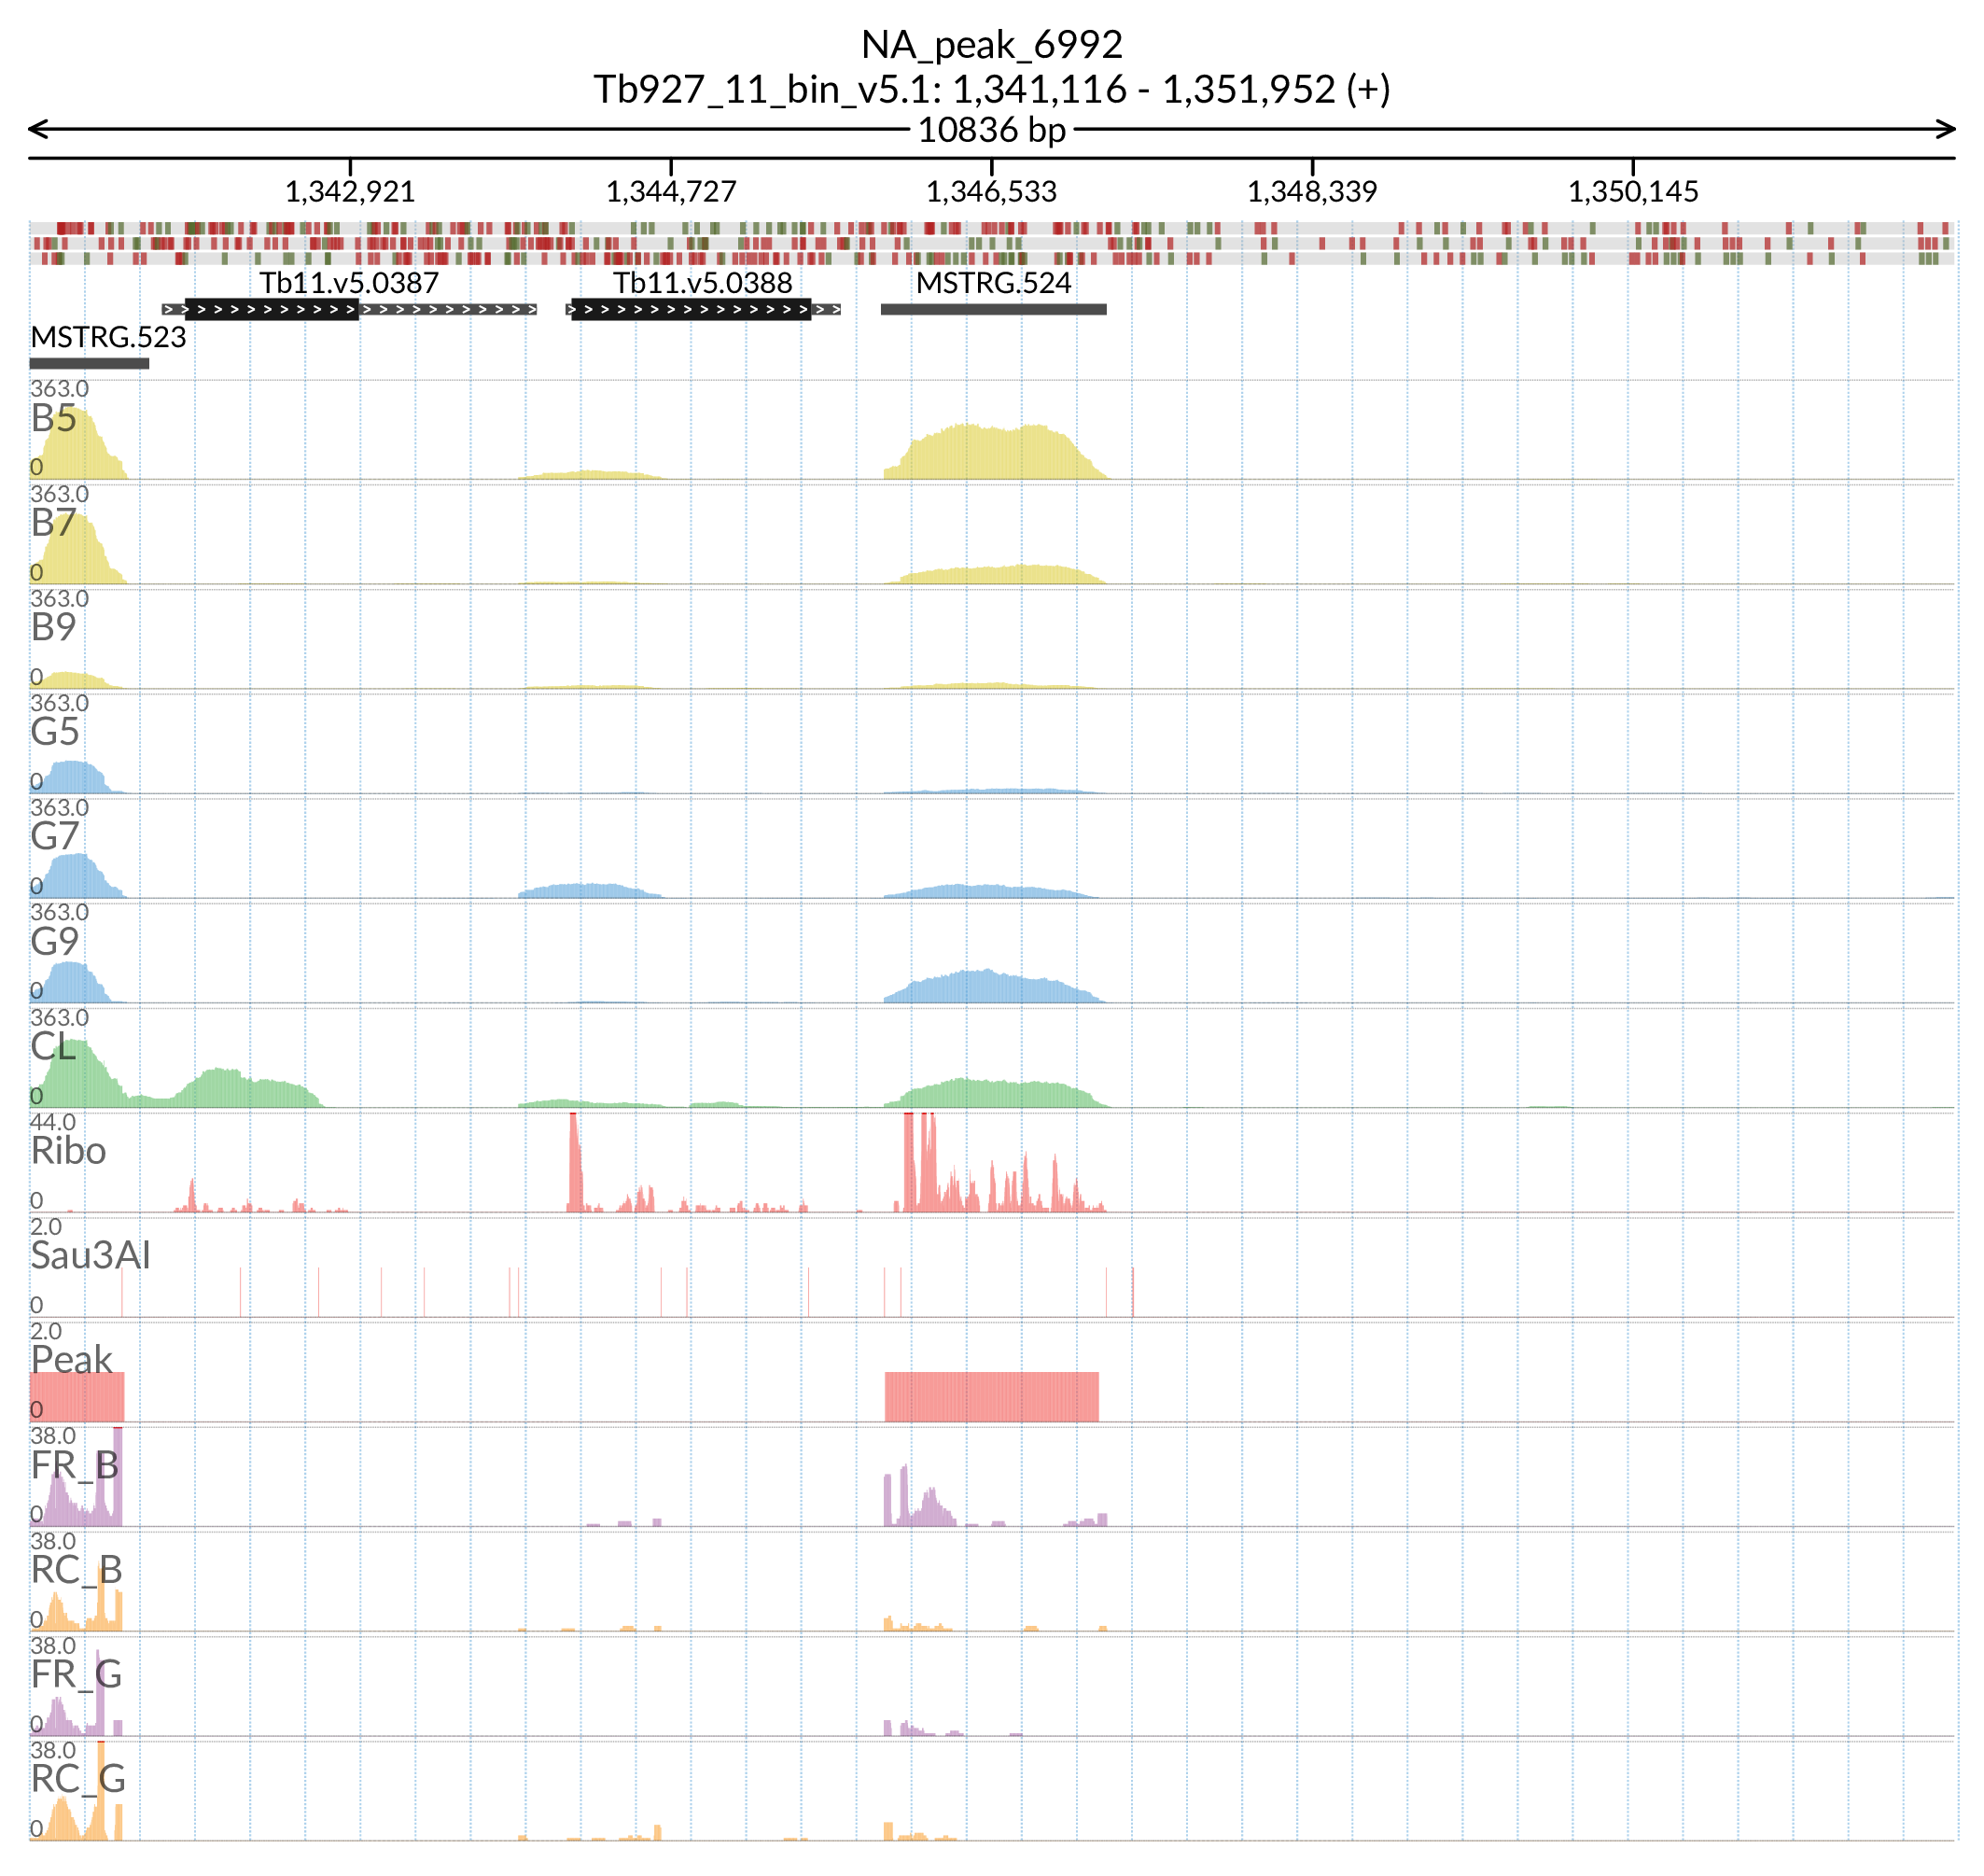 NA_peak_6992
Tb927_11_bin_v5.1: 1,341,116 - 1,351,952 (+)
10836 bp
1,342,921 1,344,727 1,346,533 1,348,339 1,350,145
Tb11.v5.0387 Tb11.v5.0388 MSTRG.524
MSTRG.523
363.0
B5
0
363.0
B7
0
363.0
B9
0
363.0
G5
0
363.0
G7
0
363.0
G9
0
363.0
CL
0
44.0
Ribo
0
2.0
Sau3AI
0
2.0
Peak
0
38.0
FR_B
0
38.0
RC_B
0
38.0
FR_G
0
38.0
RC_G
0